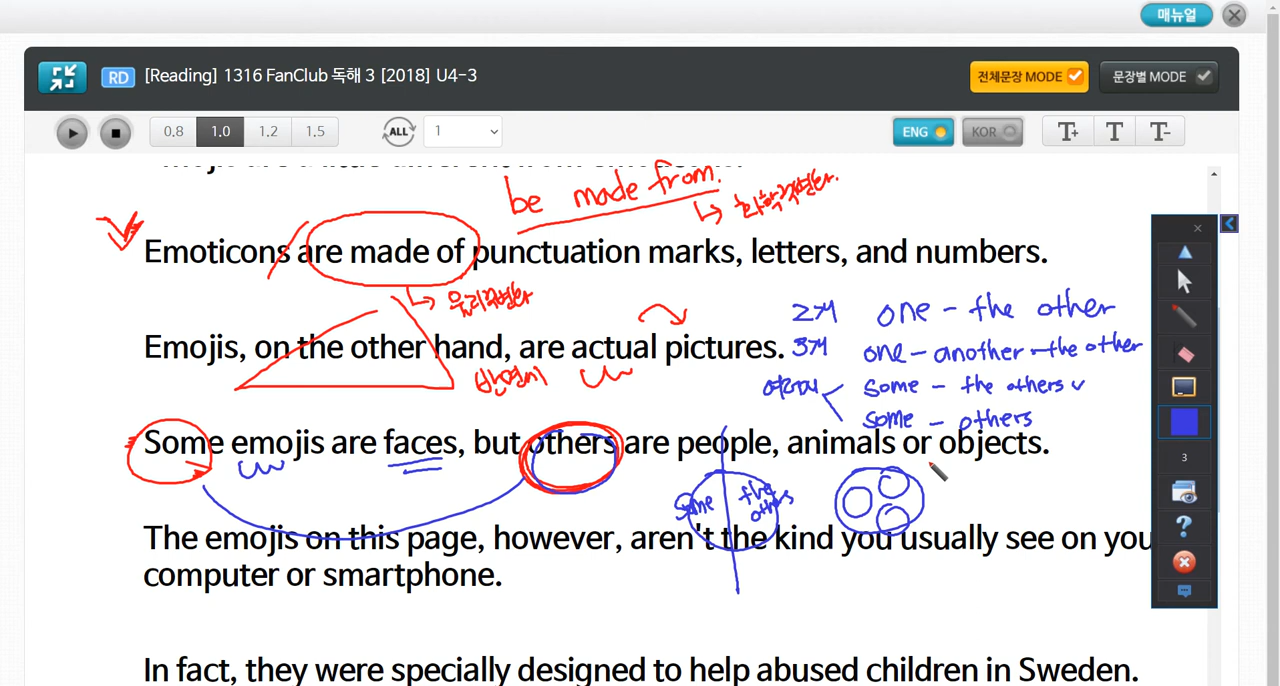 매뉴얼
RD [Reading] 1316 FanClub 독해 3 [2018] U4-3
전체문장 MODE 문장별 MODE
0.8 1.0 1.2 1.5 ALL 1 ENG KOR T+ T T-
be made from.
→ 화학적변화
Emoticons are made of punctuation marks, letters, and numbers.
→ 물리적변화
2개 one - the other
Emojis, on the other hand, are actual pictures.
3개 one - another - the other
반면에
여러개 some - the others v
some - others
Some emojis are faces, but others are people, animals or objects.
3
some the others
The emojis on this page, however, aren't the kind you usually see on you
computer or smartphone.
In fact, they were specially designed to help abused children in Sweden.